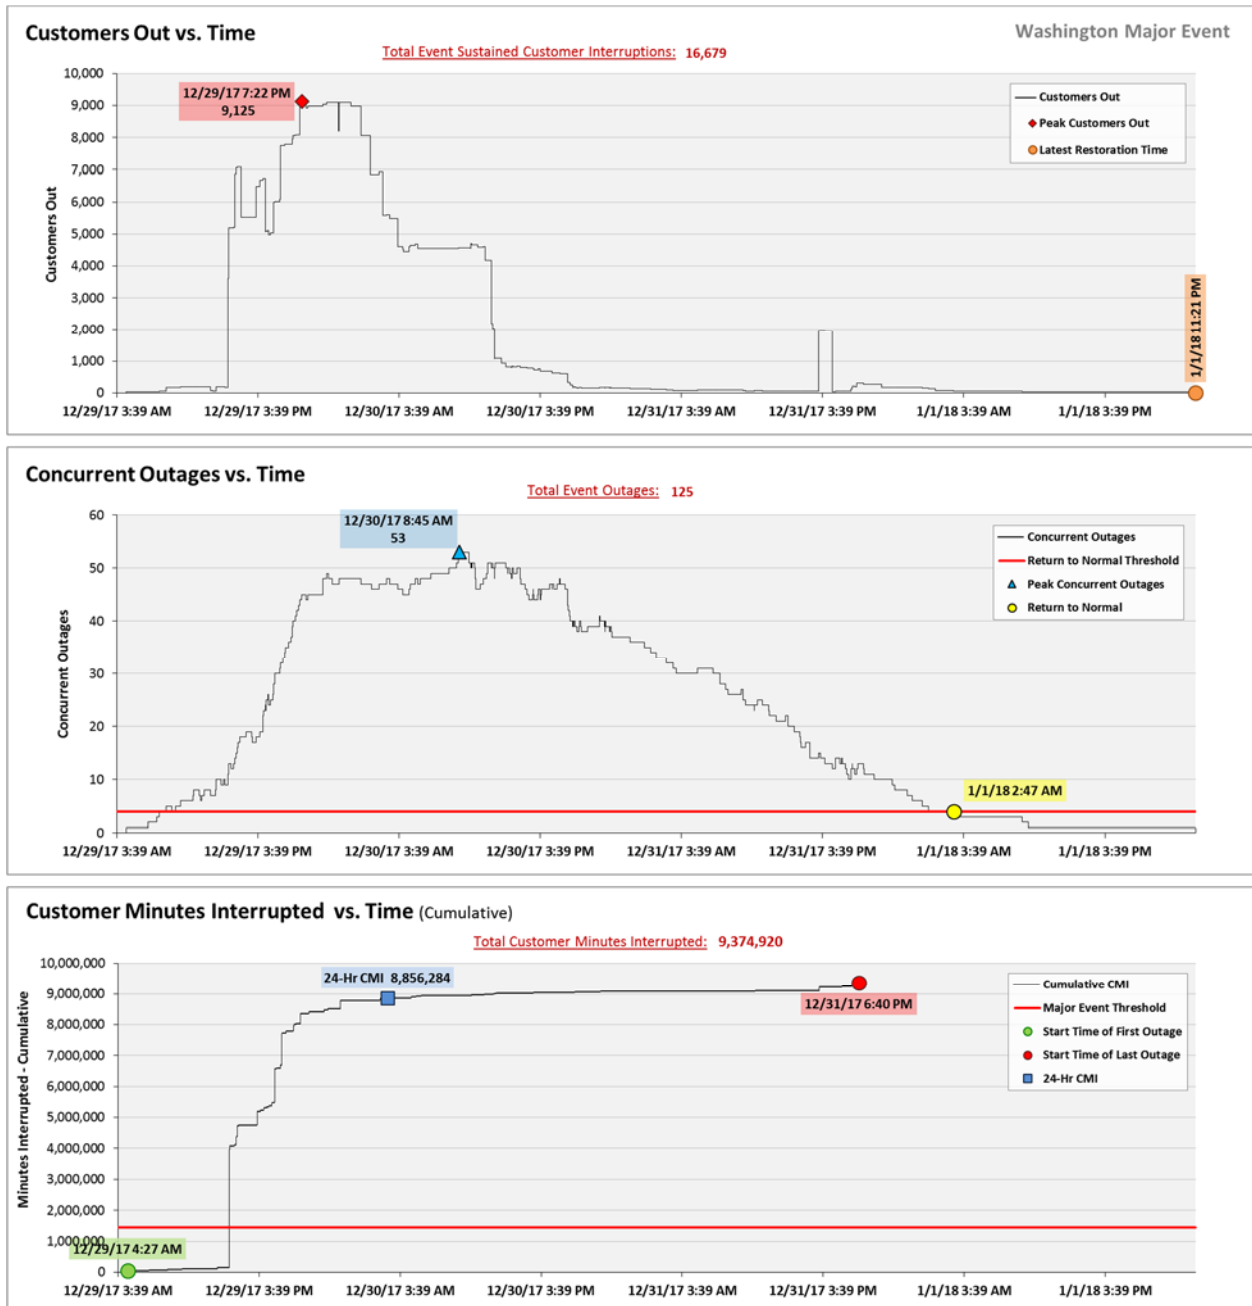 Customers Out vs. Time
Washington Major Event
Total Event Sustained Customer Interruptions: 16,679
10,000
9,000
8,000
7,000
6,000
5,000
4,000
3,000
2,000
1,000
0
Customers Out
12/29/17 7:22 PM
9,125
Customers Out
Peak Customers Out
Latest Restoration Time
1/1/18 11:21 PM
12/29/17 3:39 AM
12/29/17 3:39 PM
12/30/17 3:39 AM
12/30/17 3:39 PM
12/31/17 3:39 AM
12/31/17 3:39 PM
1/1/18 3:39 AM
1/1/18 3:39 PM
Concurrent Outages vs. Time
Total Event Outages: 125
60
50
40
30
20
10
0
Concurrent Outages
12/30/17 8:45 AM
53
Concurrent Outages
Return to Normal Threshold
Peak Concurrent Outages
Return to Normal
1/1/18 2:47 AM
12/29/17 3:39 AM
12/29/17 3:39 PM
12/30/17 3:39 AM
12/30/17 3:39 PM
12/31/17 3:39 AM
12/31/17 3:39 PM
1/1/18 3:39 AM
1/1/18 3:39 PM
Customer Minutes Interrupted vs. Time (Cumulative)
Total Customer Minutes Interrupted: 9,374,920
10,000,000
9,000,000
8,000,000
7,000,000
6,000,000
5,000,000
4,000,000
3,000,000
2,000,000
1,000,000
0
Minutes Interrupted - Cumulative
24-Hr CMI 8,856,284
12/31/17 6:40 PM
Cumulative CMI
Major Event Threshold
Start Time of First Outage
Start Time of Last Outage
24-Hr CMI
12/29/17 4:27 AM
12/29/17 3:39 AM
12/29/17 3:39 PM
12/30/17 3:39 AM
12/30/17 3:39 PM
12/31/17 3:39 AM
12/31/17 3:39 PM
1/1/18 3:39 AM
1/1/18 3:39 PM